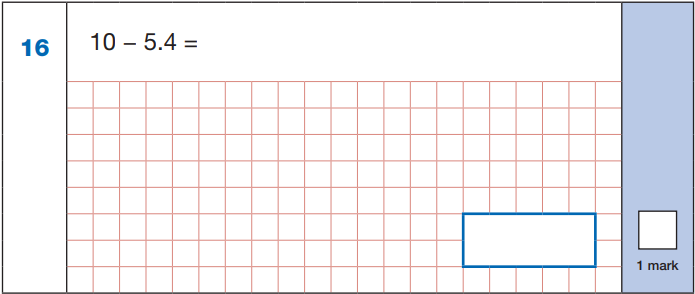 16
10 – 5.4 =
1 mark